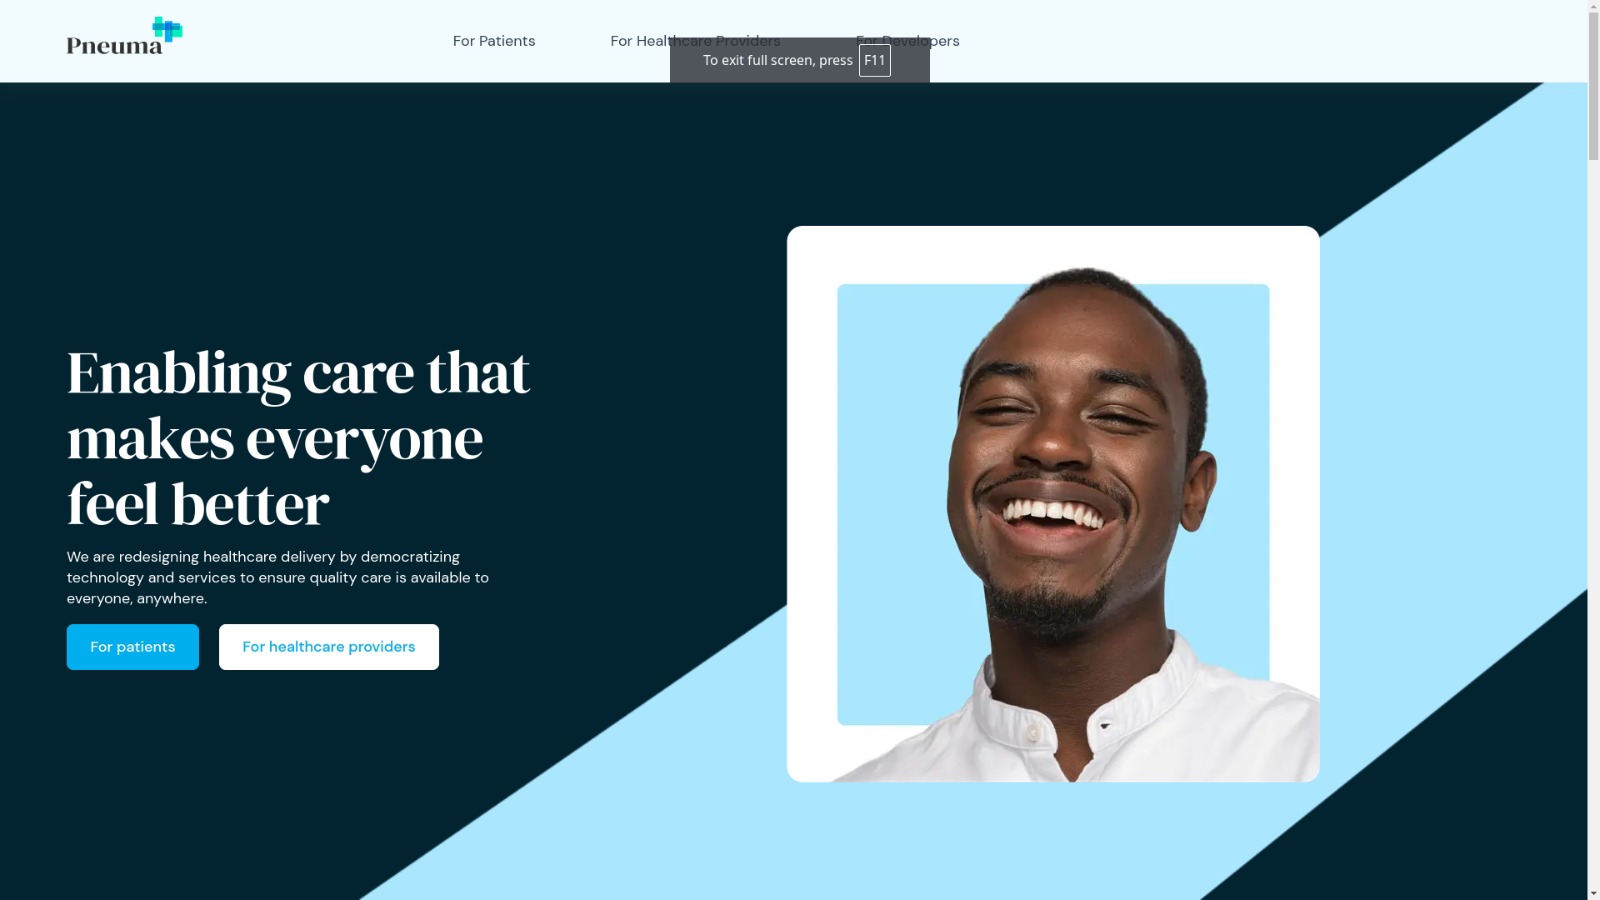 Pneuma
For Patients
For Healthcare Providers
For Developers
To exit full screen, press F11
Enabling care that
makes everyone
feel better
We are redesigning healthcare delivery by democratizing
technology and services to ensure quality care is available to
everyone, anywhere.
For patients
For healthcare providers